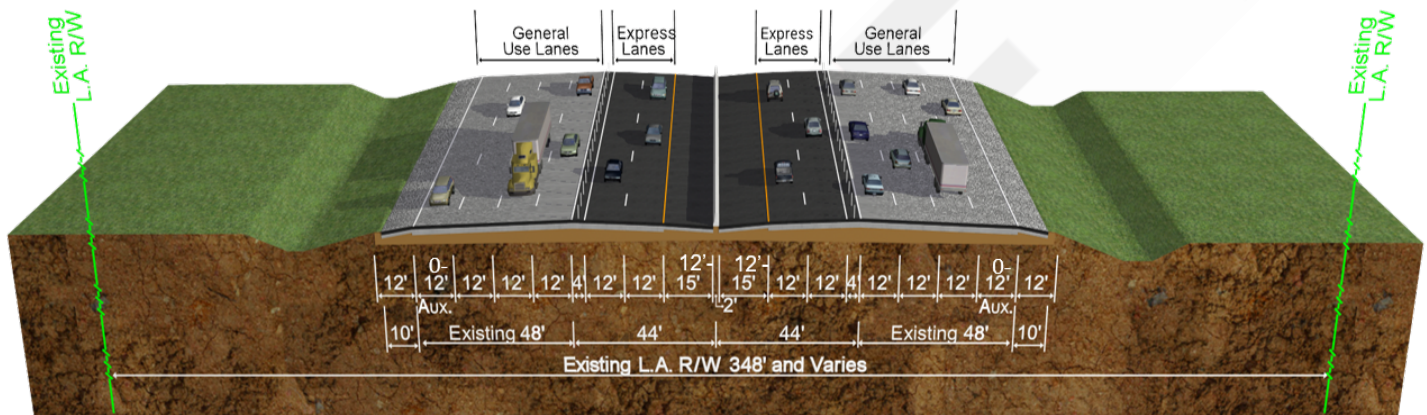 General
Use Lanes
Express
Lanes
Express
Lanes
General
Use Lanes
Existing
L.A. R/W
Existing
L.A. R/W
12' 0-12' 12' 12' 12' 4' 12' 12' 12'-15' 12'-15' 12' 12' 4' 12' 12' 12' 0-12' 12'
Aux. 2' Aux.
10' Existing 48' 44' 44' Existing 48' 10'
Existing L.A. R/W 348' and Varies